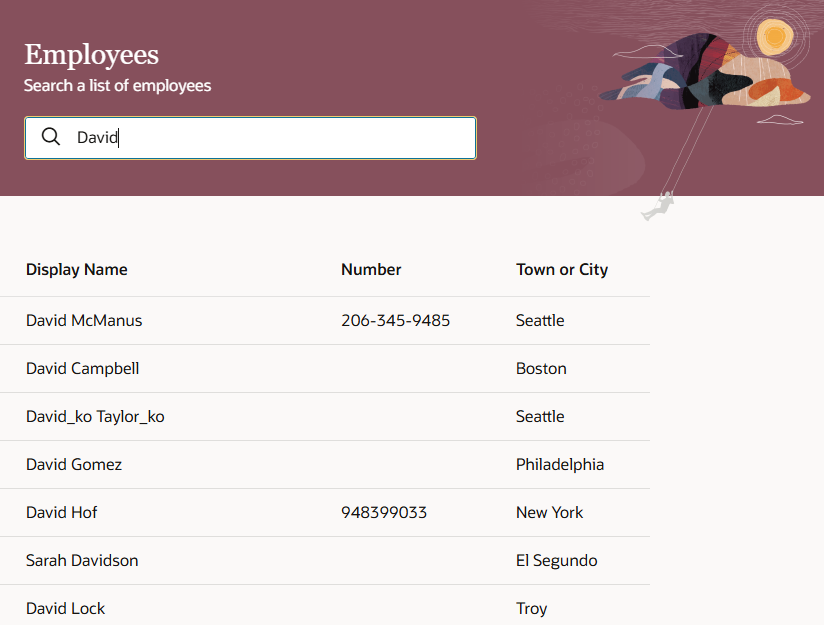 Employees
Search a list of employees
David
Display Name Number Town or City
David McManus 206-345-9485 Seattle
David Campbell Boston
David_ko Taylor_ko Seattle
David Gomez Philadelphia
David Hof 948399033 New York
Sarah Davidson El Segundo
David Lock Troy